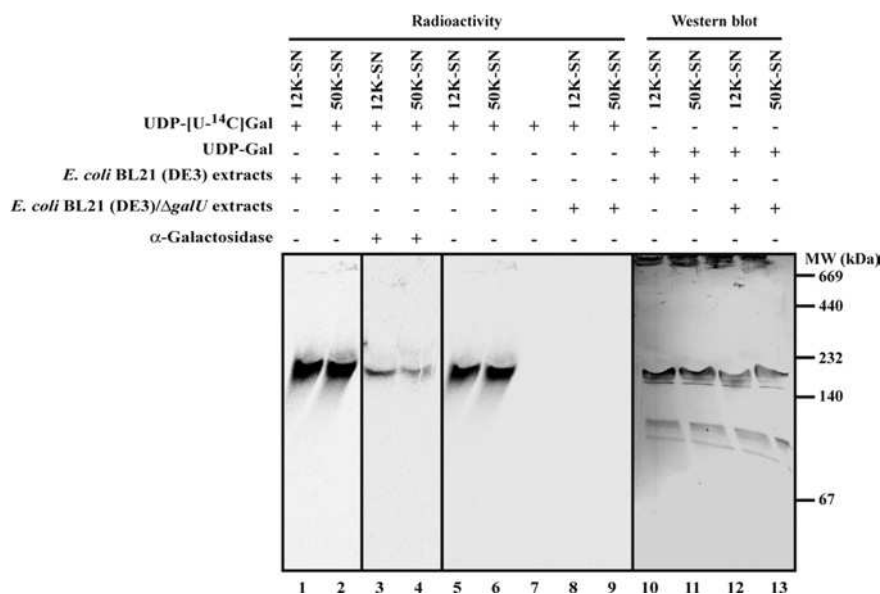 Radioactivity Western blot
12K-SN 50K-SN 12K-SN 50K-SN 12K-SN 50K-SN 12K-SN 50K-SN 12K-SN 50K-SN 12K-SN 50K-SN
UDP-[U-¹⁴C]Gal + + + + + + + + + - - - -
UDP-Gal - - - - - - - - - + + + +
E. coli BL21 (DE3) extracts + + + + + + - - - + + - -
E. coli BL21 (DE3)/ΔgalU extracts - - - - - - - + + - - + +
α-Galactosidase - - + + - - - - - - - - -
MW (kDa)
669
440
232
140
67
1 2 3 4 5 6 7 8 9 10 11 12 13